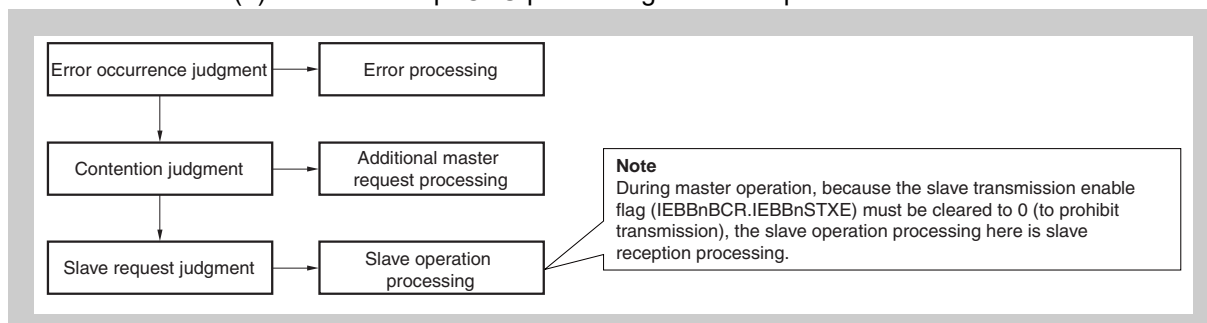 Error occurrence judgment
Error processing
Contention judgment
Additional master
request processing
Slave request judgment
Slave operation
processing
Note
During master operation, because the slave transmission enable
flag (IEBBnBCR.IEBBnSTXE) must be cleared to 0 (to prohibit
transmission), the slave operation processing here is slave
reception processing.